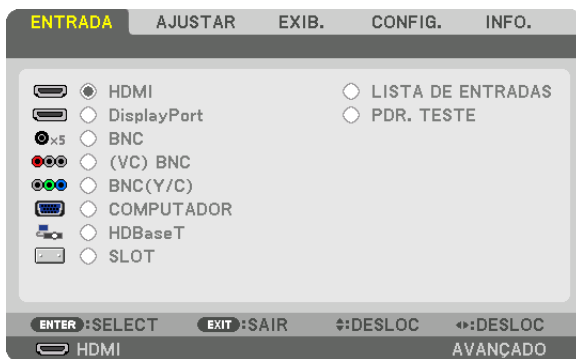 ENTRADA AJUSTAR EXIB. CONFIG. INFO.
HDMI LISTA DE ENTRADAS
DisplayPort PDR. TESTE
×5 BNC
(VC) BNC
BNC(Y/C)
COMPUTADOR
HDBaseT
SLOT
ENTER :SELECT EXIT :SAIR :DESLOC :DESLOC
HDMI AVANÇADO